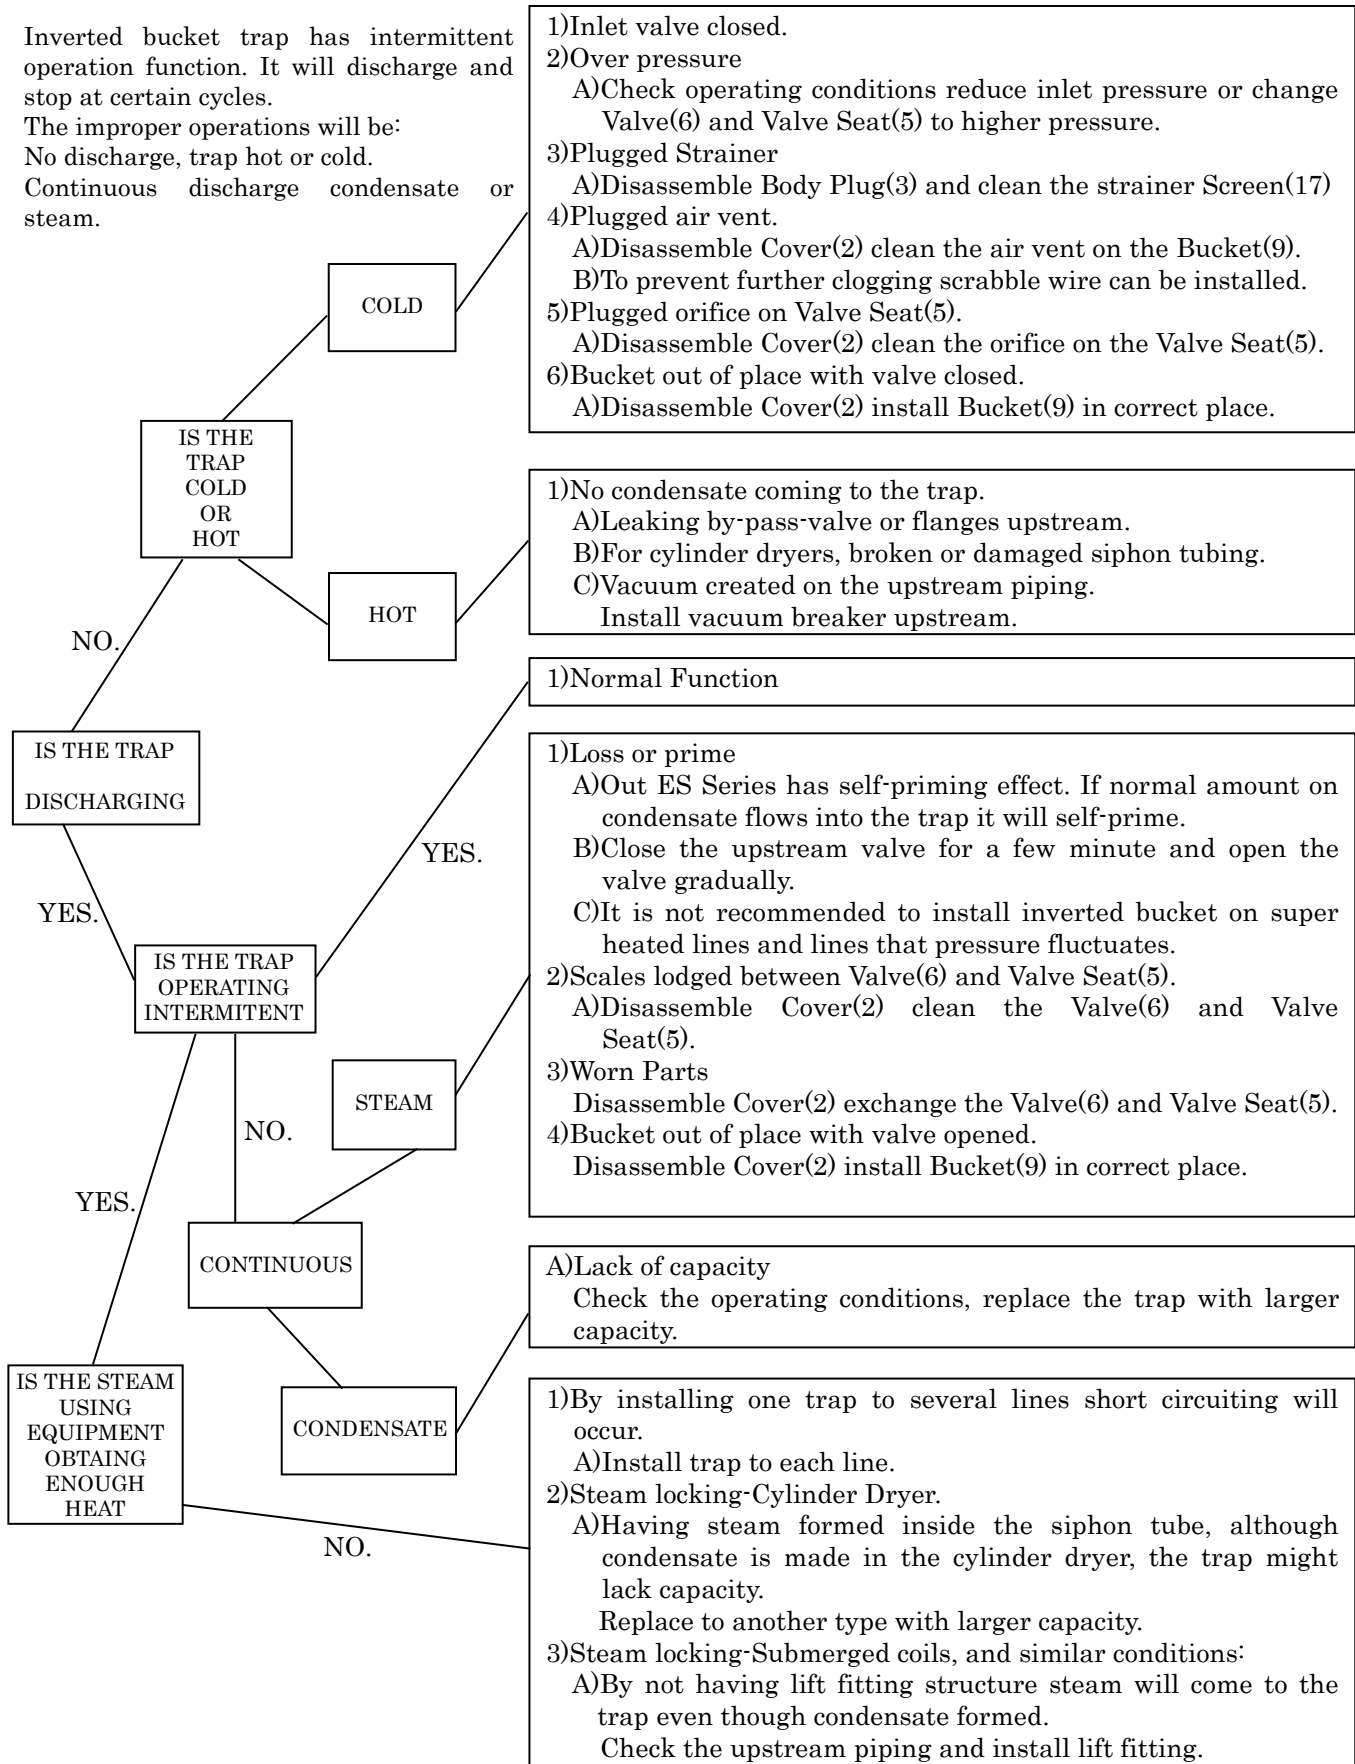 Inverted bucket trap has intermittent
operation function. It will discharge and
stop at certain cycles.
The improper operations will be:
No discharge, trap hot or cold.
Continuous discharge condensate or
steam.
1)Inlet valve closed.
2)Over pressure
A)Check operating conditions reduce inlet pressure or change
Valve(6) and Valve Seat(5) to higher pressure.
3)Plugged Strainer
A)Disassemble Body Plug(3) and clean the strainer Screen(17)
4)Plugged air vent.
A)Disassemble Cover(2) clean the air vent on the Bucket(9).
B)To prevent further clogging scrabble wire can be installed.
5)Plugged orifice on Valve Seat(5).
A)Disassemble Cover(2) clean the orifice on the Valve Seat(5).
6)Bucket out of place with valve closed.
A)Disassemble Cover(2) install Bucket(9) in correct place.
COLD
IS THE
TRAP
COLD
OR
HOT
1)No condensate coming to the trap.
A)Leaking by-pass-valve or flanges upstream.
B)For cylinder dryers, broken or damaged siphon tubing.
C)Vacuum created on the upstream piping.
Install vacuum breaker upstream.
HOT
NO.
1)Normal Function
IS THE TRAP
DISCHARGING
1)Loss or prime
A)Out ES Series has self-priming effect. If normal amount on
condensate flows into the trap it will self-prime.
B)Close the upstream valve for a few minute and open the
valve gradually.
C)It is not recommended to install inverted bucket on super
heated lines and lines that pressure fluctuates.
2)Scales lodged between Valve(6) and Valve Seat(5).
A)Disassemble Cover(2) clean the Valve(6) and Valve
Seat(5).
3)Worn Parts
Disassemble Cover(2) exchange the Valve(6) and Valve Seat(5).
4)Bucket out of place with valve opened.
Disassemble Cover(2) install Bucket(9) in correct place.
YES.
YES.
IS THE TRAP
OPERATING
INTERMITENT
STEAM
NO.
YES.
CONTINUOUS
A)Lack of capacity
Check the operating conditions, replace the trap with larger
capacity.
IS THE STEAM
USING
EQUIPMENT
OBTAING
ENOUGH
HEAT
CONDENSATE
NO.
1)By installing one trap to several lines short circuiting will
occur.
A)Install trap to each line.
2)Steam locking-Cylinder Dryer.
A)Having steam formed inside the siphon tube, although
condensate is made in the cylinder dryer, the trap might
lack capacity.
Replace to another type with larger capacity.
3)Steam locking-Submerged coils, and similar conditions:
A)By not having lift fitting structure steam will come to the
trap even though condensate formed.
Check the upstream piping and install lift fitting.